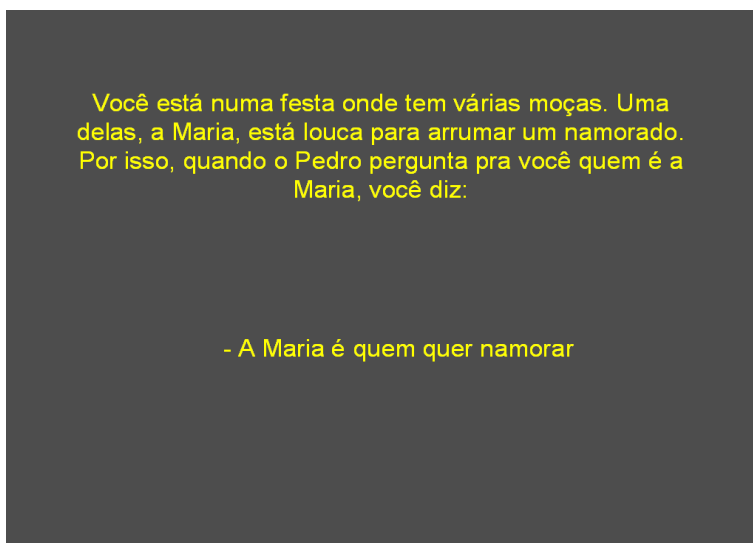 Você está numa festa onde tem várias moças. Uma
delas, a Maria, está louca para arrumar um namorado.
Por isso, quando o Pedro pergunta pra você quem é a
Maria, você diz:
- A Maria é quem quer namorar